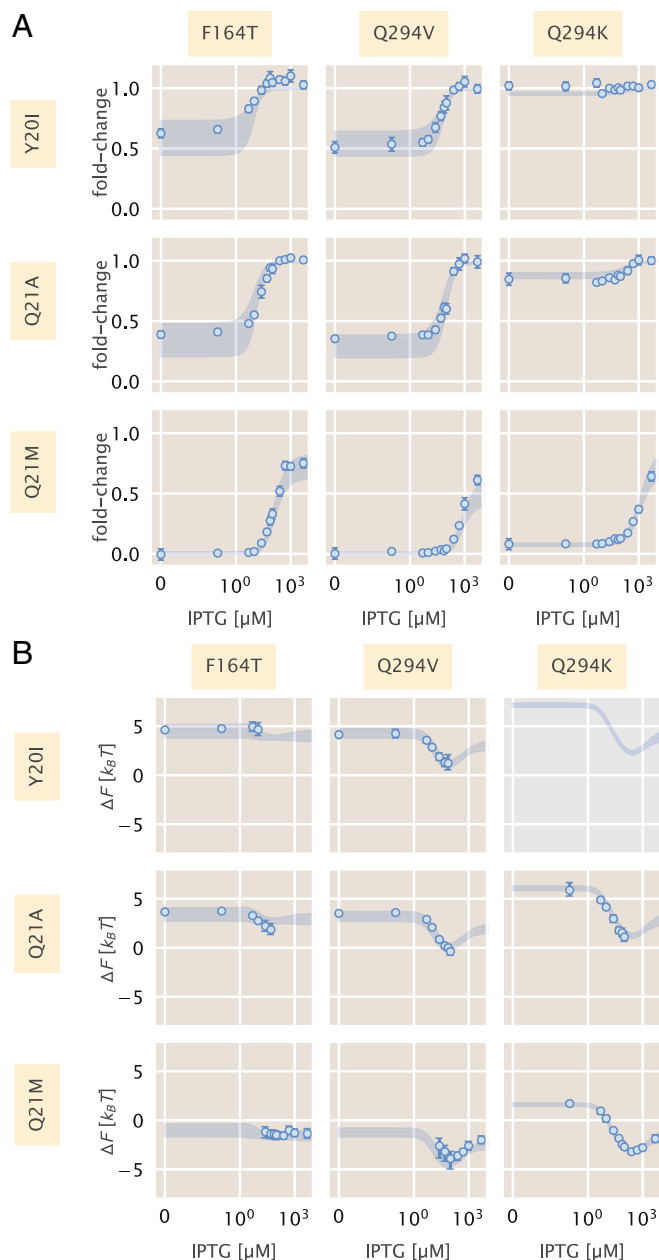 A
F164T Q294V Q294K
Y20I
fold–change
1.0
0.5
0.0
Q21A
fold–change
1.0
0.5
0.0
Q21M
fold–change
1.0
0.5
0.0
0 10⁰ 10³ 0 10⁰ 10³ 0 10⁰ 10³
IPTG [µM] IPTG [µM] IPTG [µM]
B
F164T Q294V Q294K
Y20I
ΔF [k_BT]
5
0
−5
Q21A
ΔF [k_BT]
5
0
−5
Q21M
ΔF [k_BT]
5
0
−5
0 10⁰ 10³ 0 10⁰ 10³ 0 10⁰ 10³
IPTG [µM] IPTG [µM] IPTG [µM]